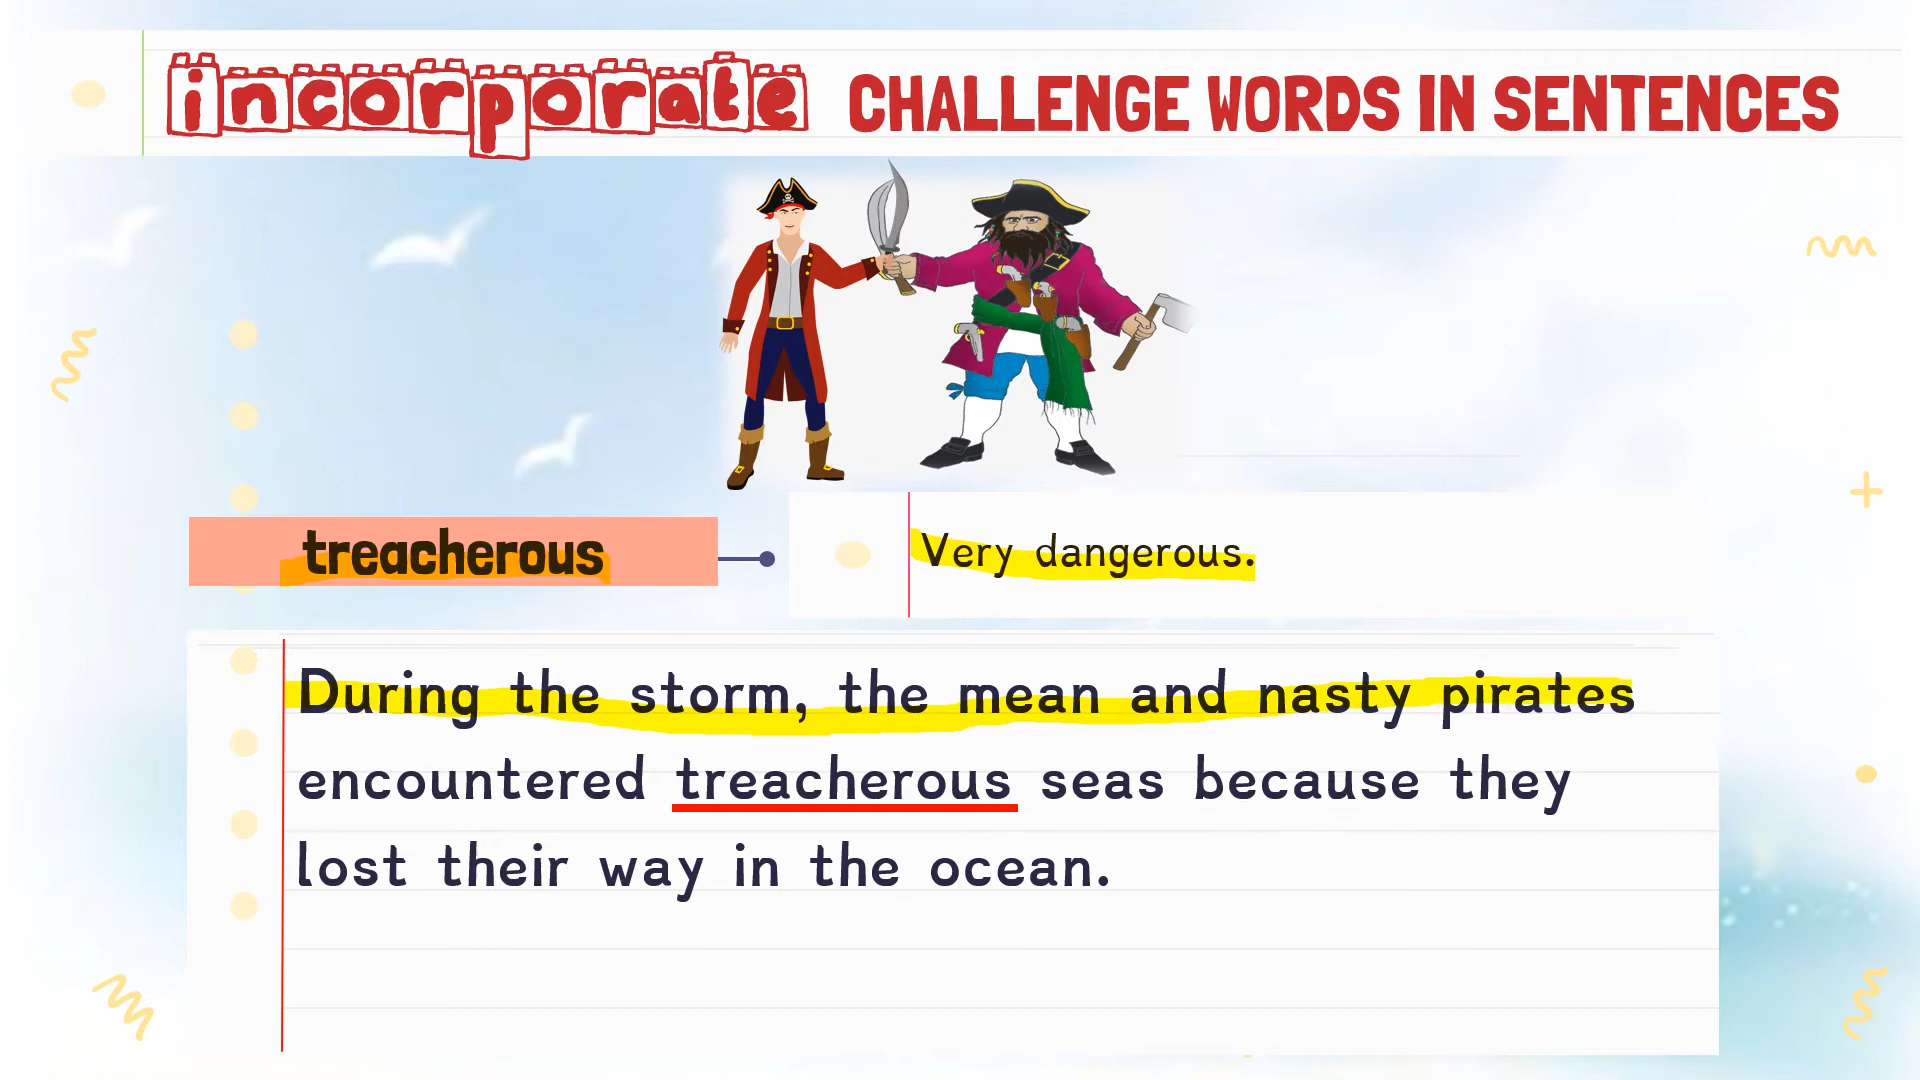 incorporate CHALLENGE WORDS IN SENTENCES
treacherous
Very dangerous.
During the storm, the mean and nasty pirates
encountered treacherous seas because they
lost their way in the ocean.